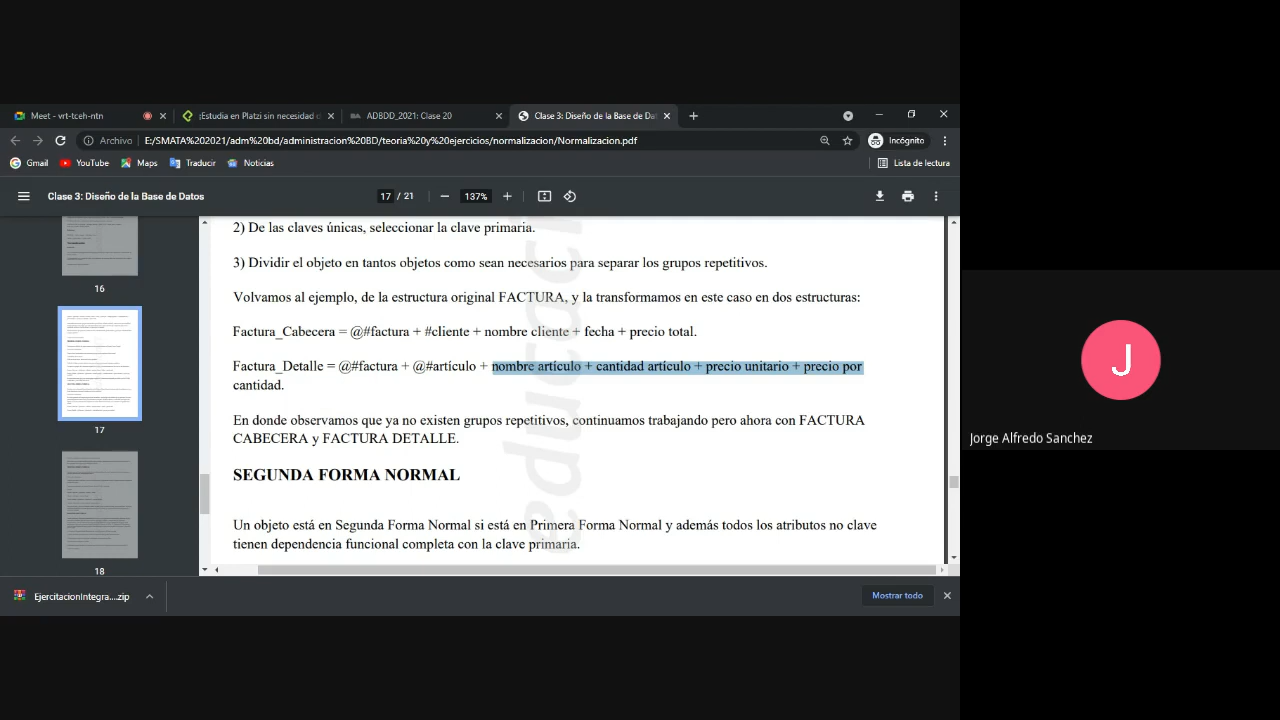 Meet - vrt-tceh-ntn
¡Estudia en Platzi sin necesidad d
ADBDD_2021: Clase 20
Clase 3: Diseño de la Base de Dat
Archivo
E:/SMATA%202021/adm%20bd/administracion%20BD/teoria%20y%20ejercicios/normalizacion/Normalizacion.pdf
Incógnito
Gmail
YouTube
Maps
Traducir
Noticias
Lista de lectura
Clase 3: Diseño de la Base de Datos
17 / 21
137%
16
17
18
2) De las claves únicas, seleccionar la clave primaria.
3) Dividir el objeto en tantos objetos como sean necesarios para separar los grupos repetitivos.
Volvamos al ejemplo, de la estructura original FACTURA, y la transformamos en este caso en dos estructuras:
Factura_Cabecera = @#factura + #cliente + nombre cliente + fecha + precio total.
Factura_Detalle = @#factura + @#artículo + nombre artículo + cantidad artículo + precio unitario + precio por
cantidad.
En donde observamos que ya no existen grupos repetitivos, continuamos trabajando pero ahora con FACTURA
CABECERA y FACTURA DETALLE.
SEGUNDA FORMA NORMAL
Un objeto está en Segunda Forma Normal si está en Primera Forma Normal y además todos los atributos no clave
tienen dependencia funcional completa con la clave primaria.
EjercitacionIntegra....zip
Mostrar todo
J
Jorge Alfredo Sanchez